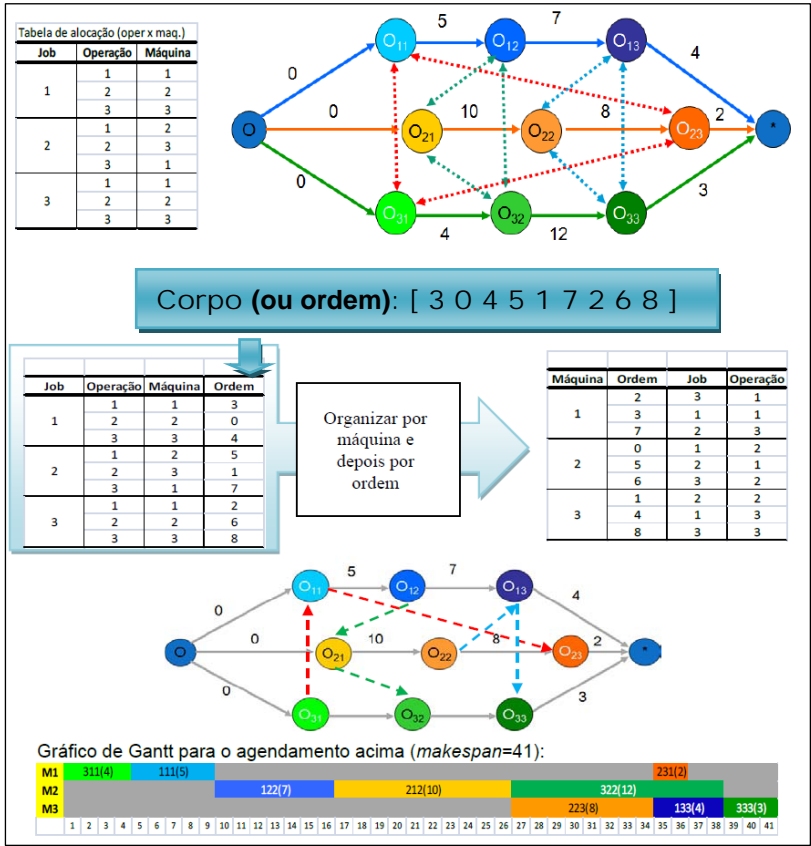 Tabela de alocação (oper x maq.)
Job Operação Máquina
1 1
1 2 2
3 3
1 2
2 2 3
3 1
1 1
3 2 2
3 3
5 7
O11 O12 O13
0 4
0 10 8 2
O O21 O22 O23 *
0 3
O31 O32 O33
4 12
Corpo (ou ordem): [ 3 0 4 5 1 7 2 6 8 ]
Job Operação Máquina Ordem
1 1 3
1 2 2 0
3 3 4
1 2 5
2 2 3 1
3 1 7
1 1 2
3 2 2 6
3 3 8
Organizar por
máquina e
depois por
ordem
Máquina Ordem Job Operação
2 3 1
1 3 1 1
7 2 3
0 1 2
2 5 2 1
6 3 2
1 2 2
3 4 1 3
8 3 3
5 7
O11 O12 O13
0 4
0 10 8 2
O O21 O22 O23 *
0 3
O31 O32 O33
Gráfico de Gantt para o agendamento acima (makespan=41):
M1 311(4) 111(5) 231(2)
M2 122(7) 212(10) 322(12)
M3 223(8) 133(4) 333(3)
1 2 3 4 5 6 7 8 9 10 11 12 13 14 15 16 17 18 19 20 21 22 23 24 25 26 27 28 29 30 31 32 33 34 35 36 37 38 39 40 41